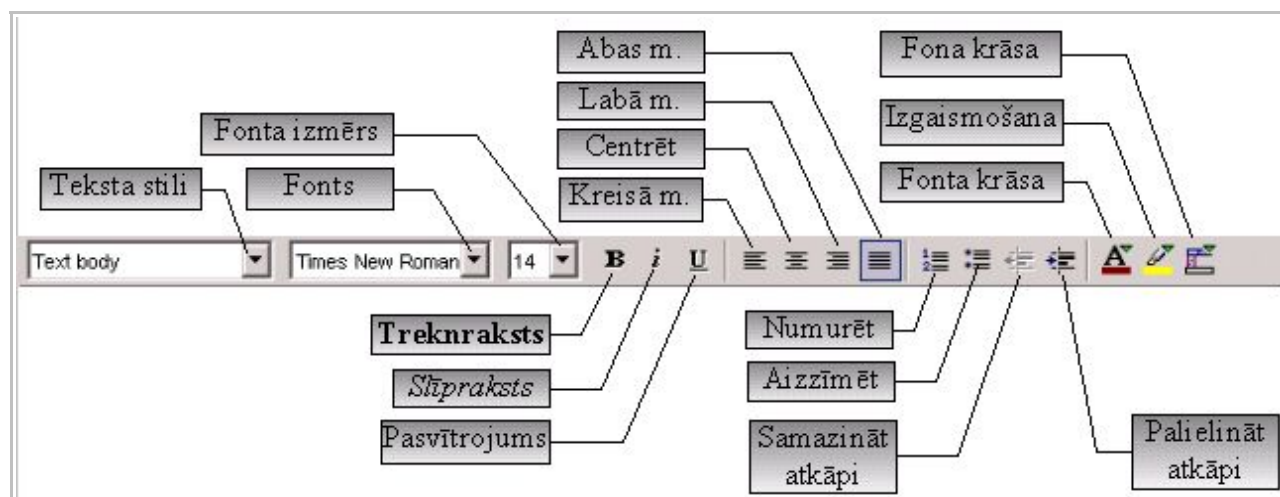 Abas m.
Fona krāsa
Labā m.
Izgaismošana
Fonta izmērs
Centrēt
Teksta stili
Fonts
Kreisā m.
Fonta krāsa
Text body
Times New Roman
14
B
i
U
A
Treknraksts
Numurēt
Slīpraksts
Aizzīmēt
Pasvītrojums
Samazināt
atkāpi
Palielināt
atkāpi